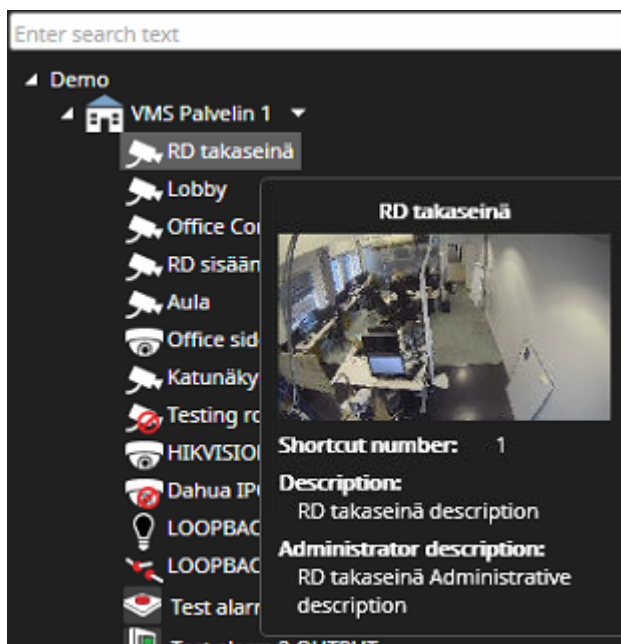 Enter search text
Demo
VMS Palvelin 1
RD takaseinä
Lobby
RD takaseinä
Office Co
RD sisään
Aula
Office sid
Katunäky
Testing ro
Shortcut number: 1
HIKVISIO
Description:
Dahua IP
RD takaseinä description
LOOPBAC
Administrator description:
LOOPBAC
RD takaseinä Administrative
Test alarr
description